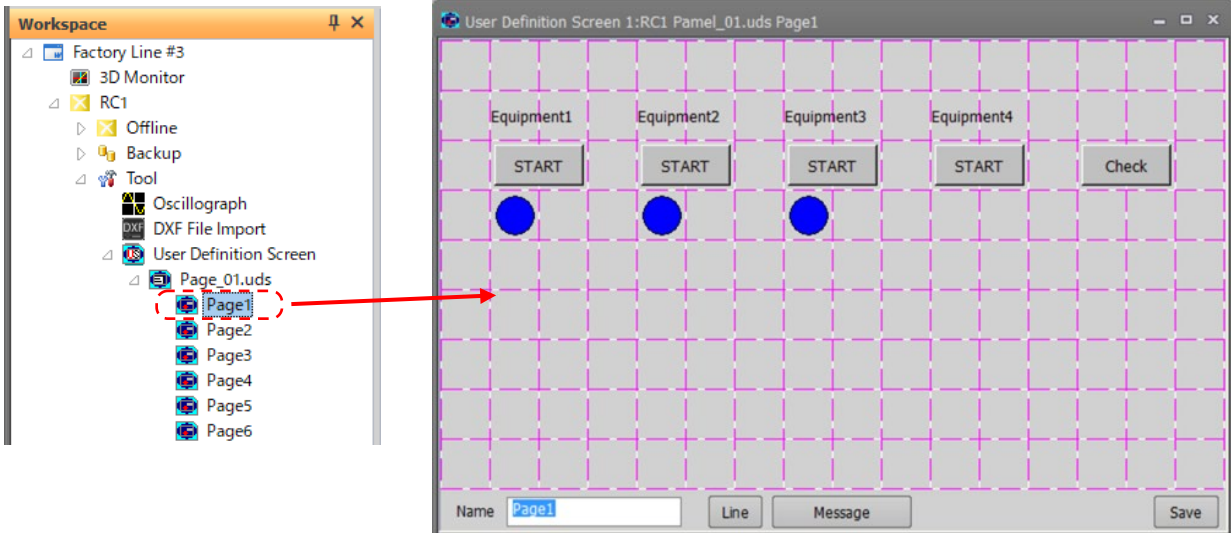 Workspace
Factory Line #3
3D Monitor
RC1
Offline
Backup
Tool
Oscillograph
DXF
DXF File Import
User Definition Screen
Page_01.uds
Page1
Page2
Page3
Page4
Page5
Page6
User Definition Screen 1:RC1 Pamel_01.uds Page1
Equipment1 Equipment2 Equipment3 Equipment4
START START START START Check
Name Page1 Line Message Save